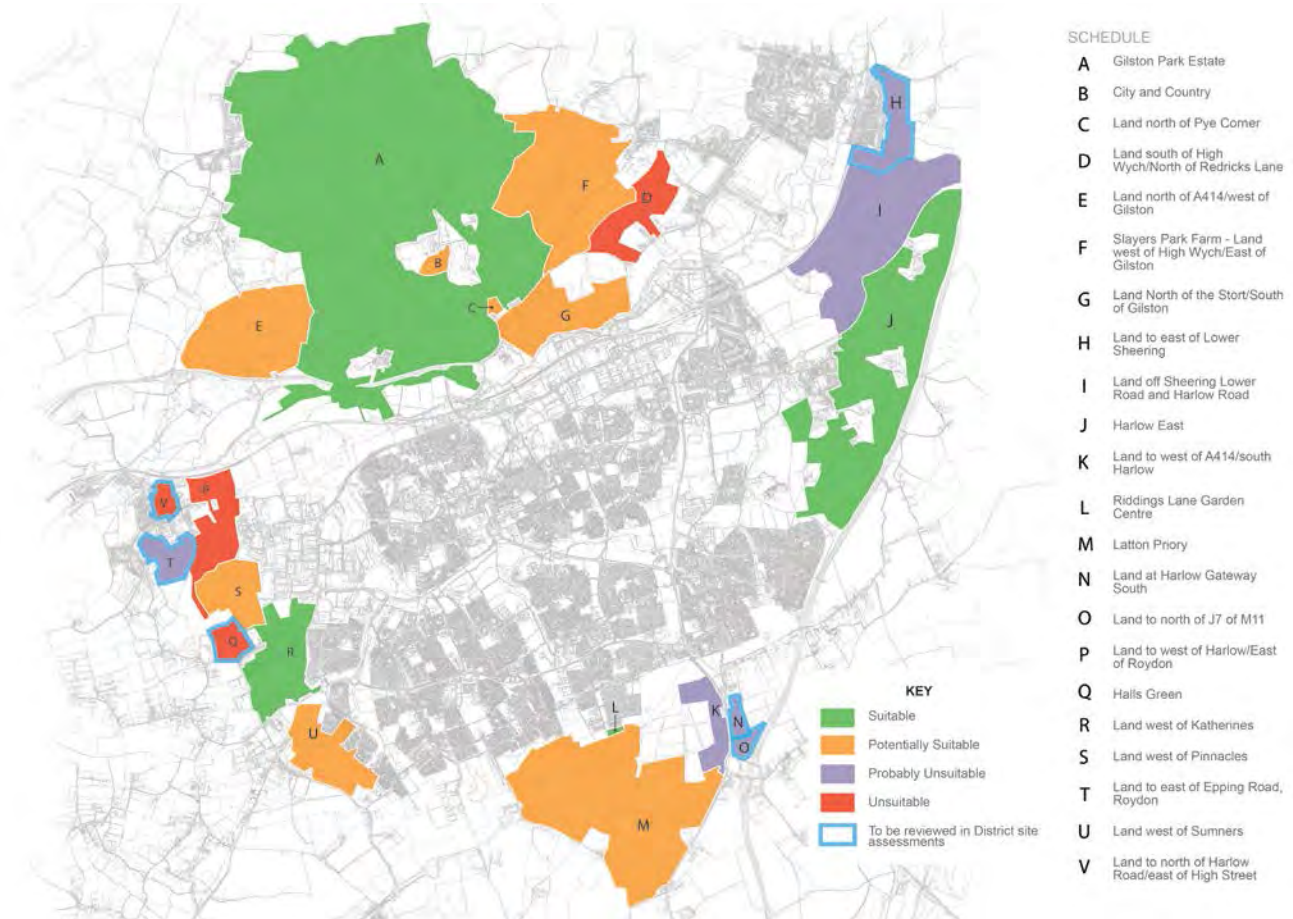 SCHEDULE
A Gilston Park Estate
B City and Country
C Land north of Pye Corner
D Land south of High
Wych/North of Redricks Lane
E Land north of A414/west of
Gilston
F Slayers Park Farm - Land
west of High Wych/East of
Gilston
G Land North of the Stort/South
of Gilston
H Land to east of Lower
Sheering
I Land off Sheering Lower
Road and Harlow Road
J Harlow East
K Land to west of A414/south
Harlow
L Riddings Lane Garden
Centre
M Latton Priory
N Land at Harlow Gateway
South
O Land to north of J7 of M11
P Land to west of Harlow/East
of Roydon
Q Halls Green
R Land west of Katherines
S Land west of Pinnacles
T Land to east of Epping Road,
Roydon
U Land west of Sumners
V Land to north of Harlow
Road/east of High Street
H
A
F
D
I
B
C
G
E
J
V
P
T
S
Q
R
U
L
K
N
O
M
KEY
Suitable
Potentially Suitable
Probably Unsuitable
Unsuitable
To be reviewed in District site
assessments